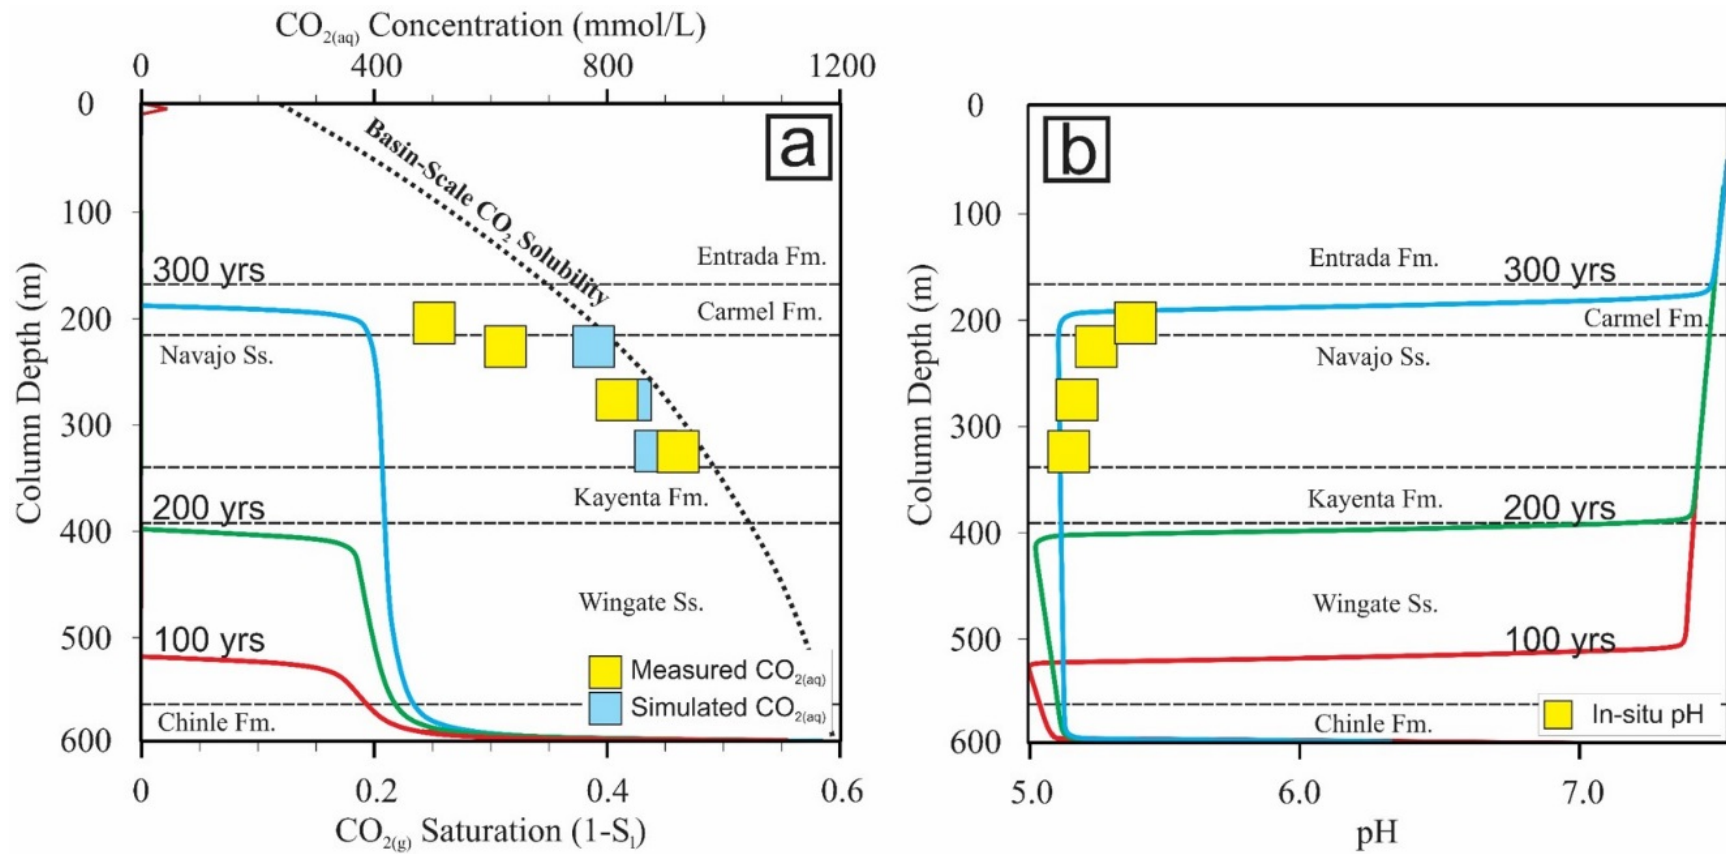 CO2(aq) Concentration (mmol/L)
0 400 800 1200
0
100
200
300
400
500
600
Column Depth (m)
a
Basin-Scale CO2 Solubility
Entrada Fm.
300 yrs
Carmel Fm.
Navajo Ss.
Kayenta Fm.
200 yrs
Wingate Ss.
100 yrs
Measured CO2(aq)
Simulated CO2(aq)
Chinle Fm.
0 0.2 0.4 0.6
CO2(g) Saturation (1-Sl)
0
100
200
300
400
500
600
Column Depth (m)
b
Entrada Fm.
300 yrs
Carmel Fm.
Navajo Ss.
Kayenta Fm.
200 yrs
Wingate Ss.
100 yrs
In-situ pH
Chinle Fm.
5.0 6.0 7.0
pH